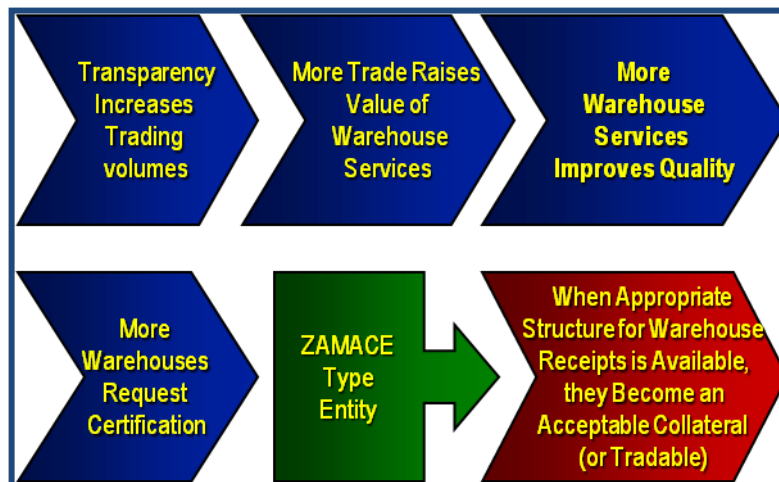 Transparency
Increases
Trading
volumes
More Trade Raises
Value of
Warehouse
Services
More
Warehouse
Services
Improves Quality
More
Warehouses
Request
Certification
ZAMACE
Type
Entity
When Appropriate
Structure for Warehouse
Receipts is Available,
they Become an
Acceptable Collateral
(or Tradable)